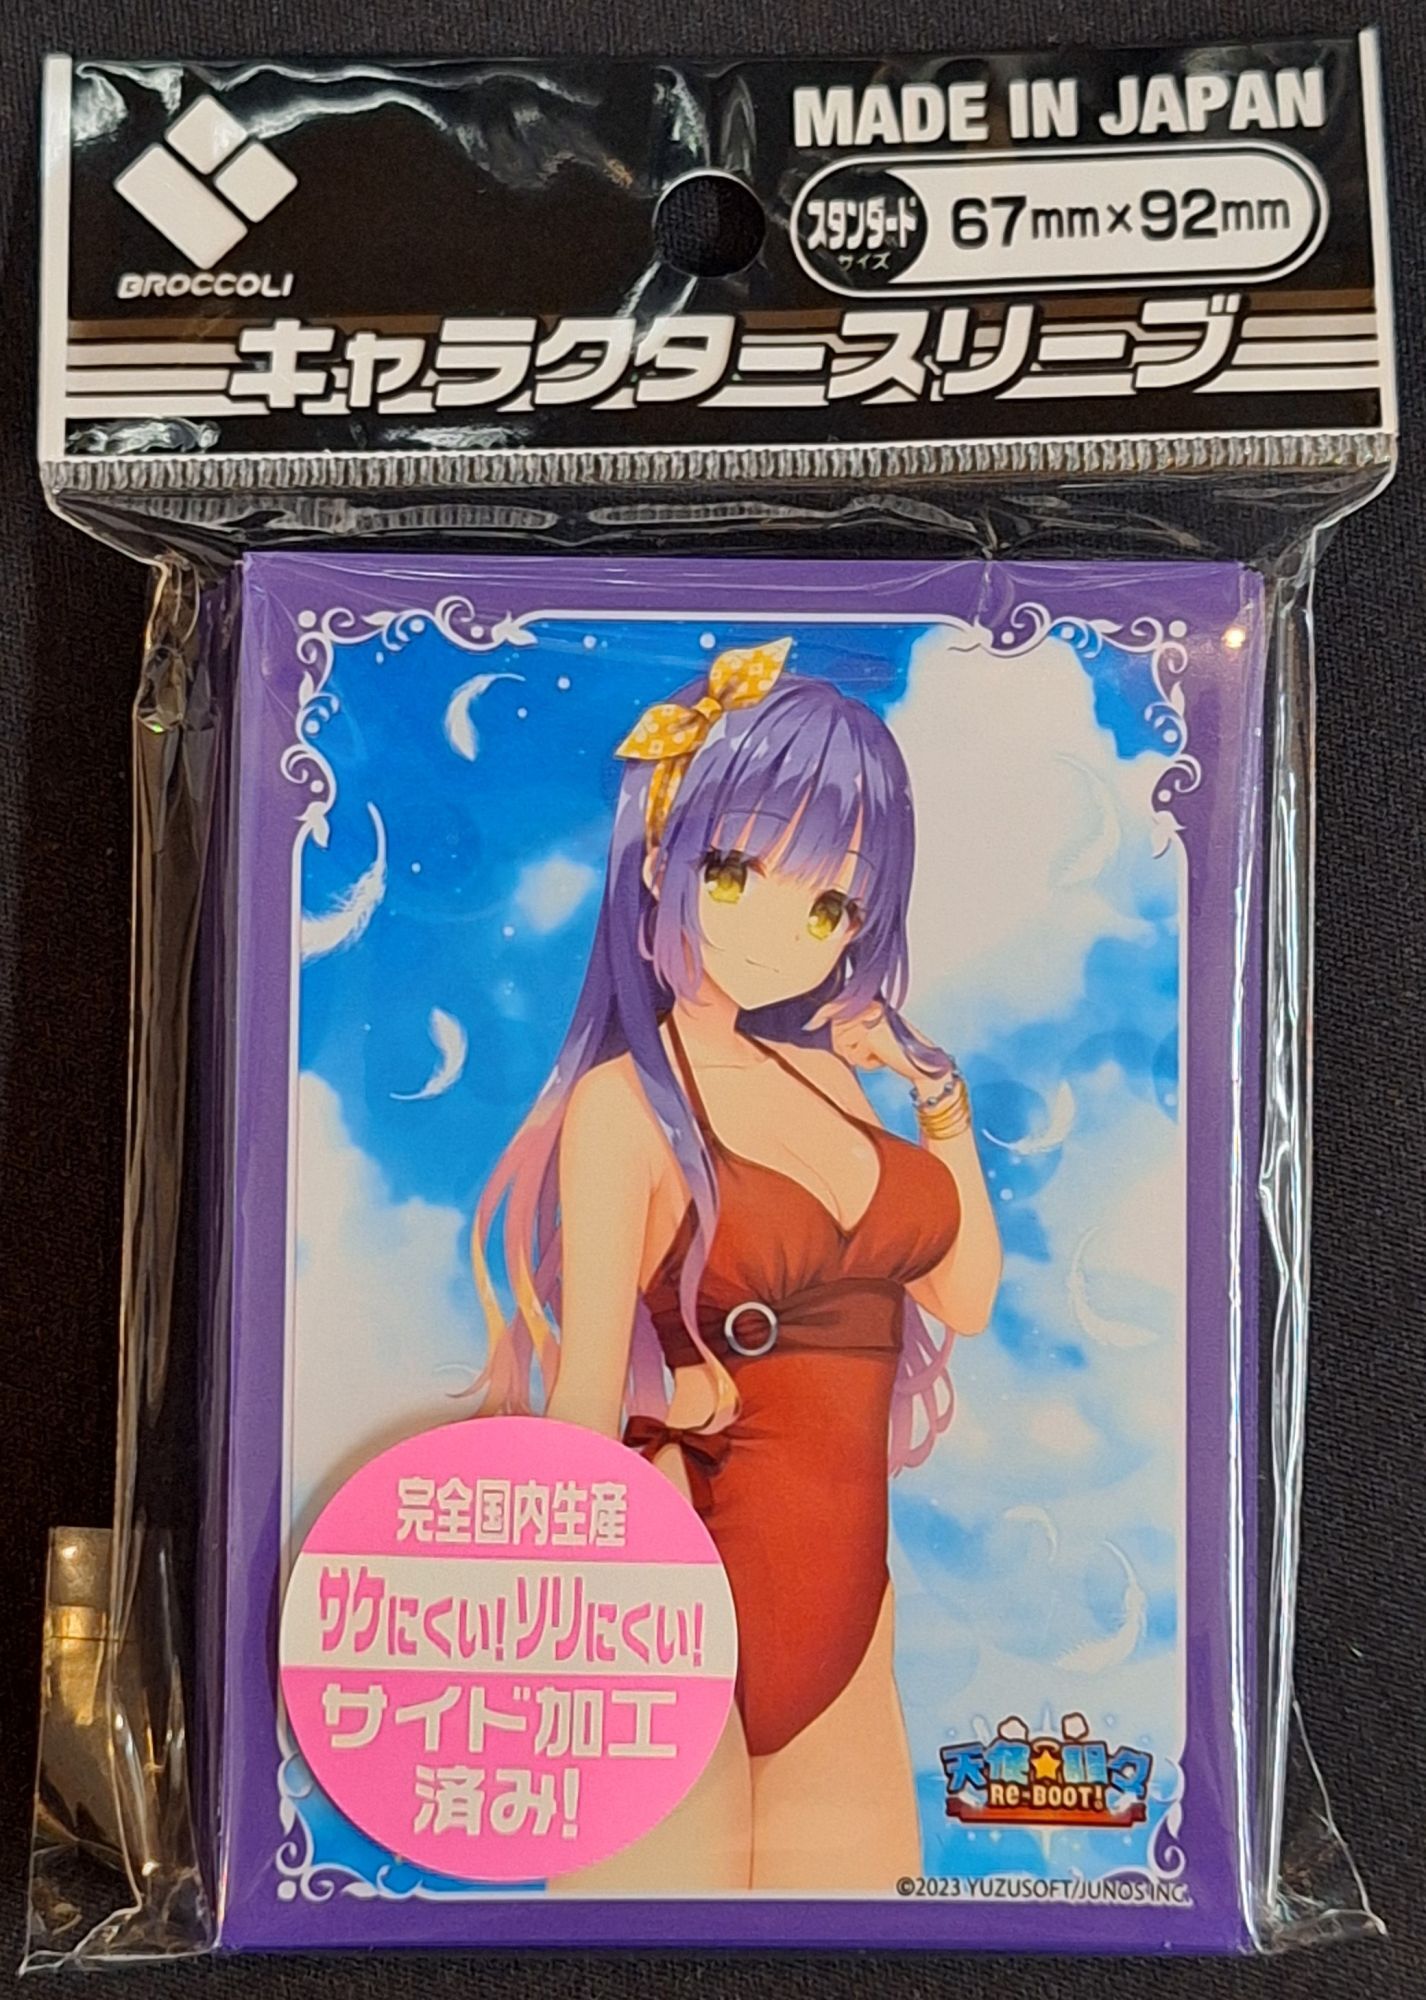 MADE IN JAPAN
BROCCOLI
スタンダード
サイズ
67mm×92mm
キャラクタースリーブ
完全国内生産
サケにくい!ソリにくい!
サイド加工
済み!
天使☆騒々
RE-BOOT!
©2023 YUZUSOFT/JUNOS INC.